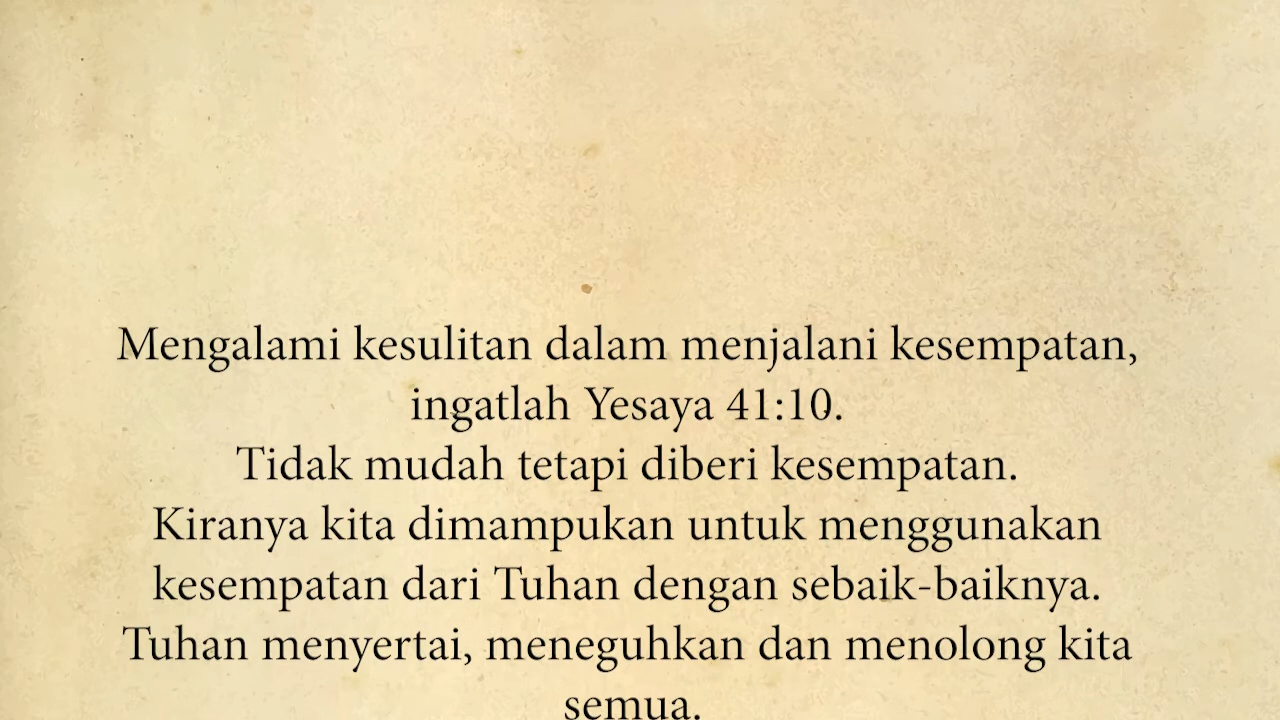 Mengalami kesulitan dalam menjalani kesempatan,
ingatlah Yesaya 41:10.
Tidak mudah tetapi diberi kesempatan.
Kiranya kita dimampukan untuk menggunakan
kesempatan dari Tuhan dengan sebaik-baiknya.
Tuhan menyertai, meneguhkan dan menolong kita
semua.